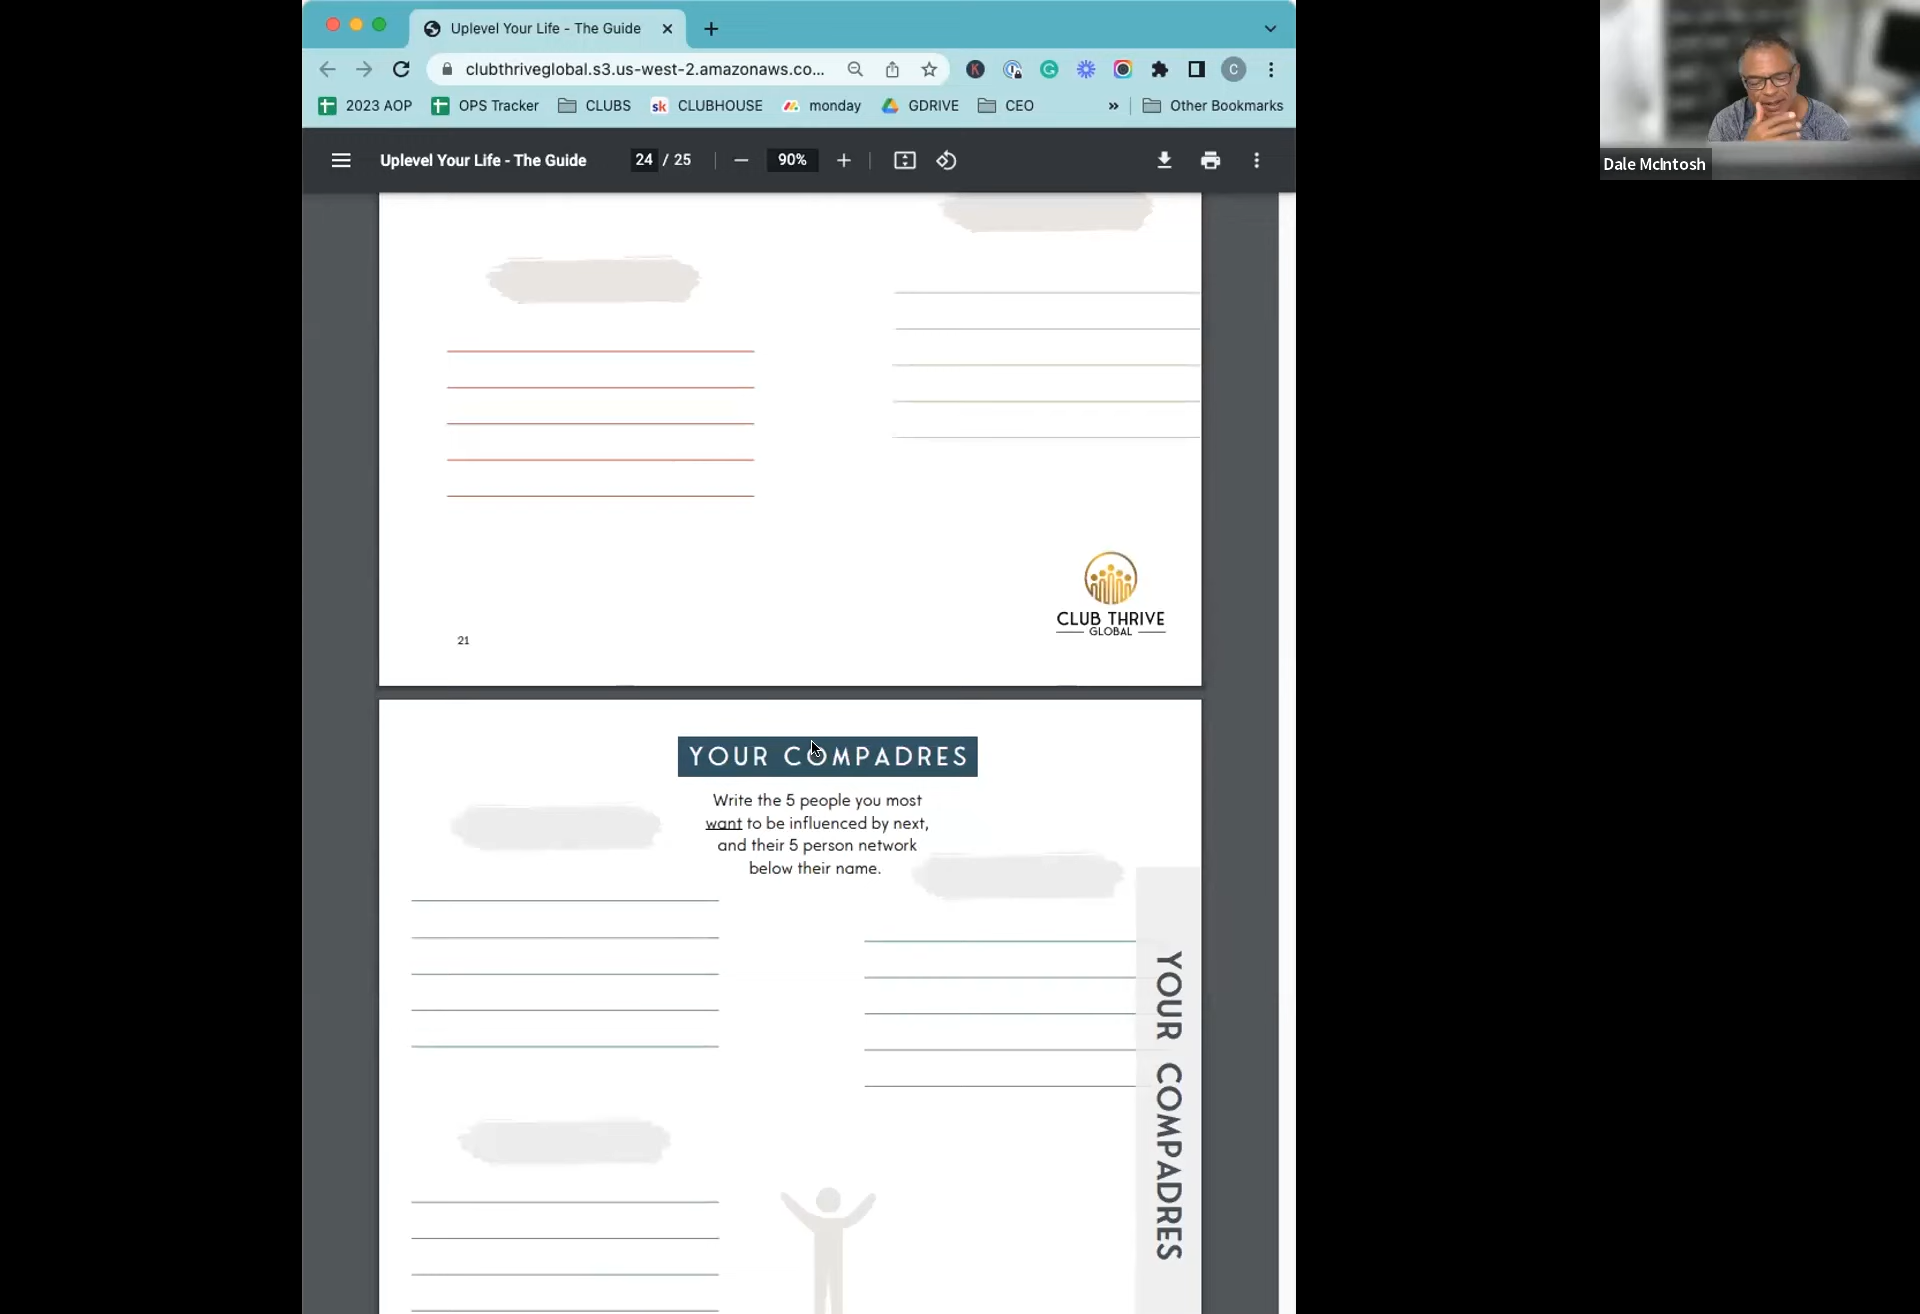 Uplevel Your Life - The Guide
clubthriveglobal.s3.us-west-2.amazonaws.co...
K
C
2023 AOP
OPS Tracker
CLUBS
sk CLUBHOUSE
monday
GDRIVE
CEO
»
Other Bookmarks
Uplevel Your Life - The Guide
24 / 25
90%
Dale McIntosh
CLUB THRIVE
GLOBAL
21
YOUR COMPADRES
Write the 5 people you most
want to be influenced by next,
and their 5 person network
below their name.
YOUR COMPADRES